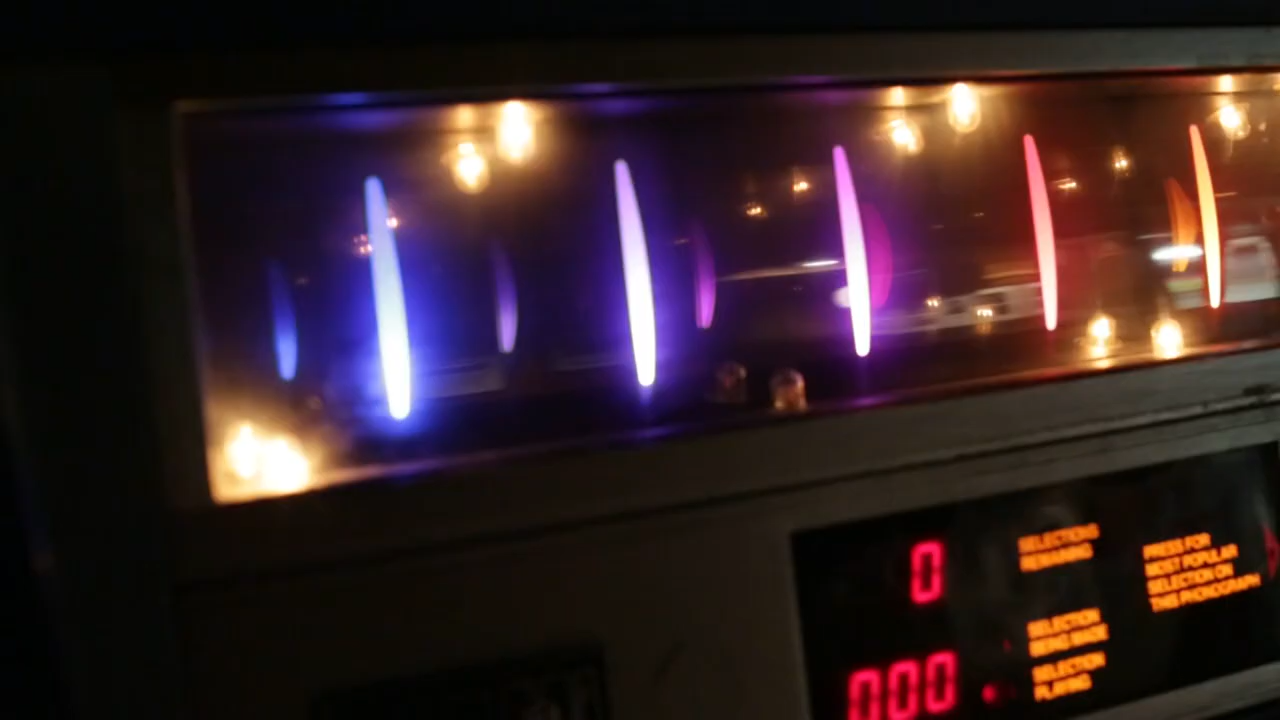 0
SELECTIONS
REMAINING
PRESS FOR
MOST POPULAR
SELECTION ON
THIS PHONOGRAPH
SELECTION
BEING MADE
000
SELECTION
PLAYING